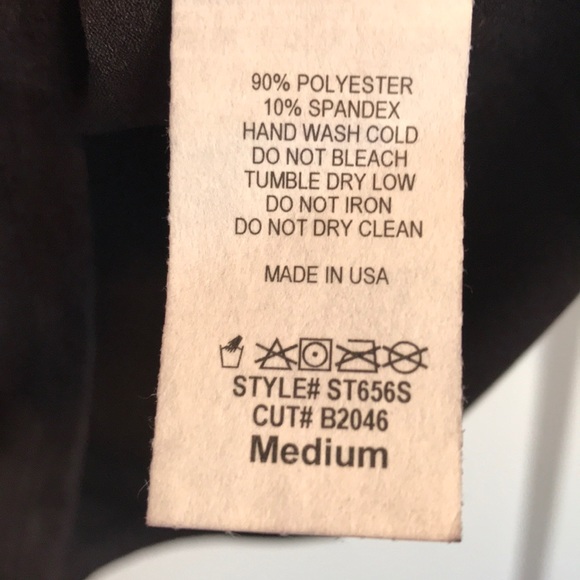 90% POLYESTER
10% SPANDEX
HAND WASH COLD
DO NOT BLEACH
TUMBLE DRY LOW
DO NOT IRON
DO NOT DRY CLEAN
MADE IN USA
STYLE# ST656S
CUT# B2046
Medium